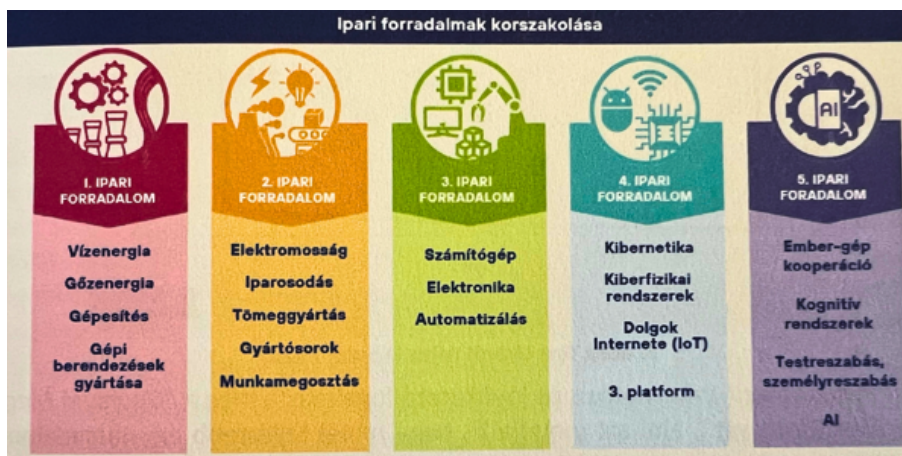 Ipari forradalmak korszakolása
AI
1. IPARI
FORRADALOM
Vízenergia
Gőzenergia
Gépesítés
Gépi
berendezések
gyártása
2. IPARI
FORRADALOM
Elektromosság
Iparosodás
Tömeggyártás
Gyártósorok
Munkamegosztás
3. IPARI
FORRADALOM
Számítógép
Elektronika
Automatizálás
4. IPARI
FORRADALOM
Kibernetika
Kiberfizikai
rendszerek
Dolgok
Internete (IoT)
3. platform
5. IPARI
FORRADALOM
Ember-gép
kooperáció
Kognitív
rendszerek
Testreszabás,
személyreszabás
AI